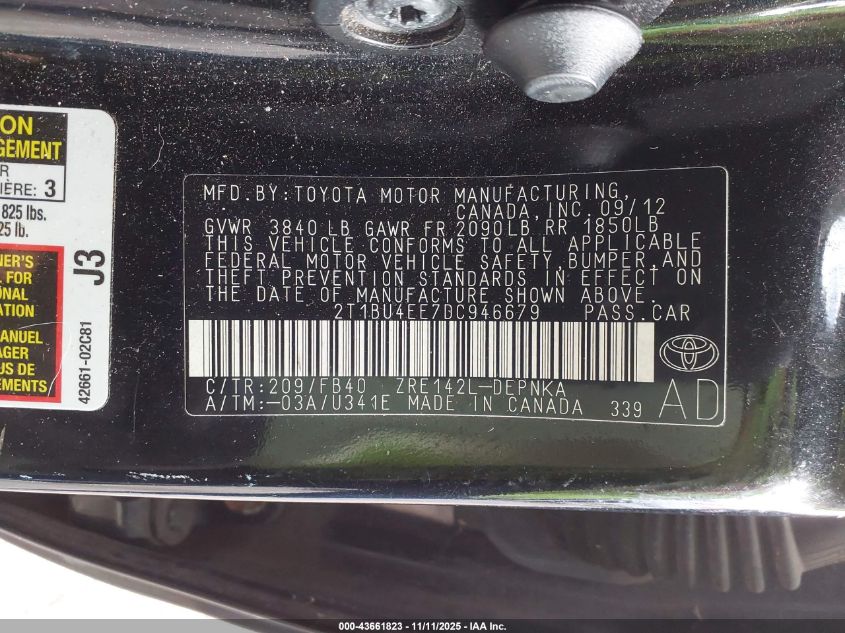 ON
GEMENT
R
IÈRE: 3
825 lbs.
25 lb.
NER'S
L FOR
ONAL
ATION
MANUEL
AGER
US DE
EMENTS
J3
42661-02C81
MFD.BY:TOYOTA MOTOR MANUFACTURING,
CANADA,INC. 09/12
GVWR 3840 LB GAWR FR 2090LB RR 1850LB
THIS VEHICLE CONFORMS TO ALL APPLICABLE
FEDERAL MOTOR VEHICLE SAFETY, BUMPER,AND
THEFT PREVENTION STANDARDS IN EFFECT ON
THE DATE OF MANUFACTURE SHOWN ABOVE.
2T1BU4EE7DC946679 PASS.CAR
C/TR:209/FB40 ZRE142L-DEPNKA
A/TM:-03A/U341E MADE IN CANADA 339
AD
000-43661823 - 11/11/2025 - IAA Inc.